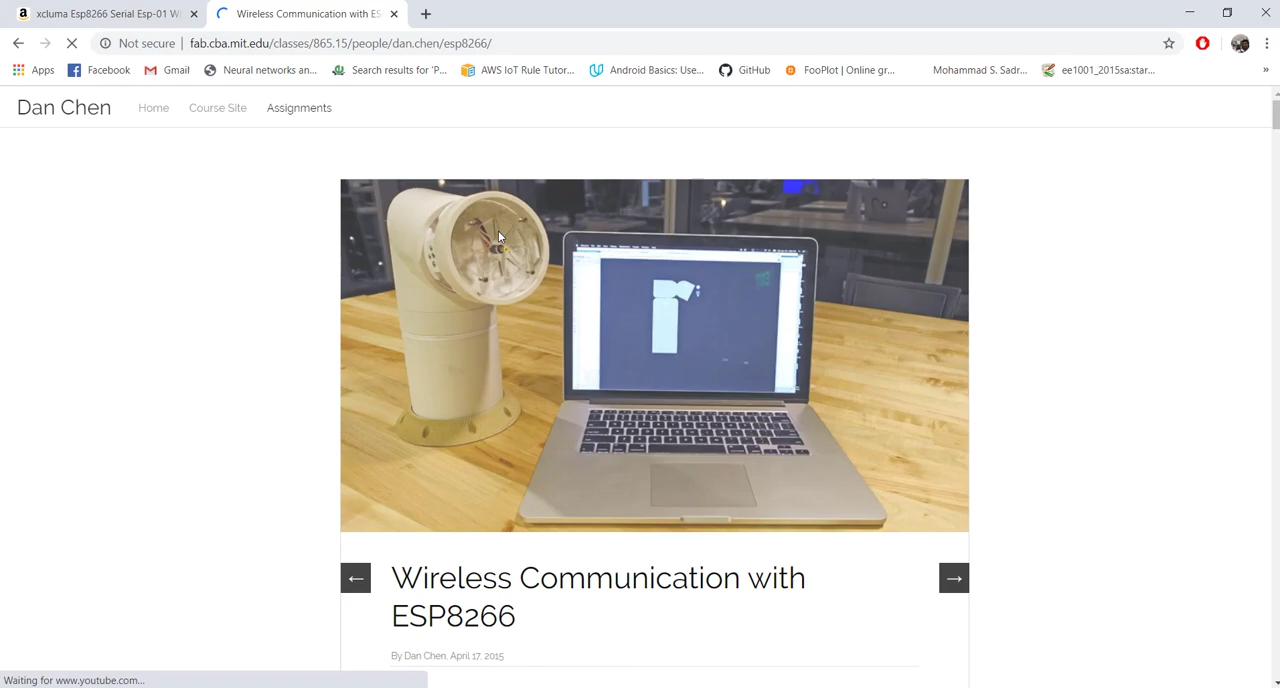 xcluma Esp8266 Serial Esp-01 Wi
Wireless Communication with ES
Not secure
fab.cba.mit.edu/classes/865.15/people/dan.chen/esp8266/
Apps
Facebook
Gmail
Neural networks an...
Search results for 'P...
AWS IoT Rule Tutor...
Android Basics: Use...
GitHub
FooPlot | Online gr...
Mohammad S. Sadr...
ee1001_2015sa:star...
»
Dan Chen
Home
Course Site
Assignments
Wireless Communication with
ESP8266
By Dan Chen, April 17, 2015
Waiting for www.youtube.com...